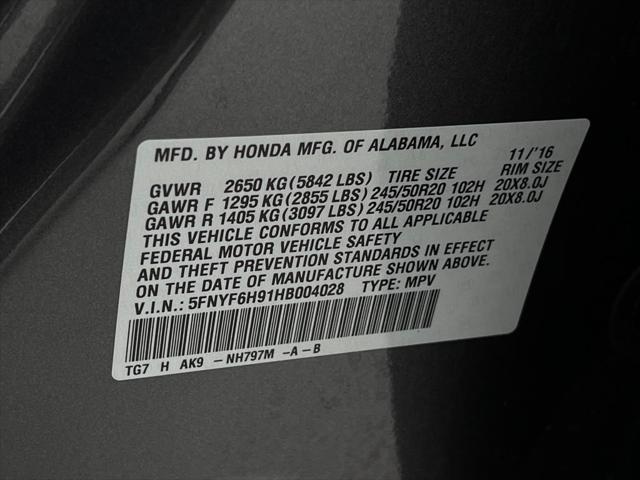 MFD. BY HONDA MFG. OF ALABAMA, LLC
11/'16
GVWR 2650 KG (5842 LBS) TIRE SIZE RIM SIZE
GAWR F 1295 KG (2855 LBS) 245/50R20 102H 20X8.0J
GAWR R 1405 KG (3097 LBS) 245/50R20 102H 20X8.0J
THIS VEHICLE CONFORMS TO ALL APPLICABLE
FEDERAL MOTOR VEHICLE SAFETY
AND THEFT PREVENTION STANDARDS IN EFFECT
ON THE DATE OF MANUFACTURE SHOWN ABOVE.
V.I.N.: 5FNYF6H91HB004028 TYPE: MPV
TG7 H AK9 -NH797M -A-B